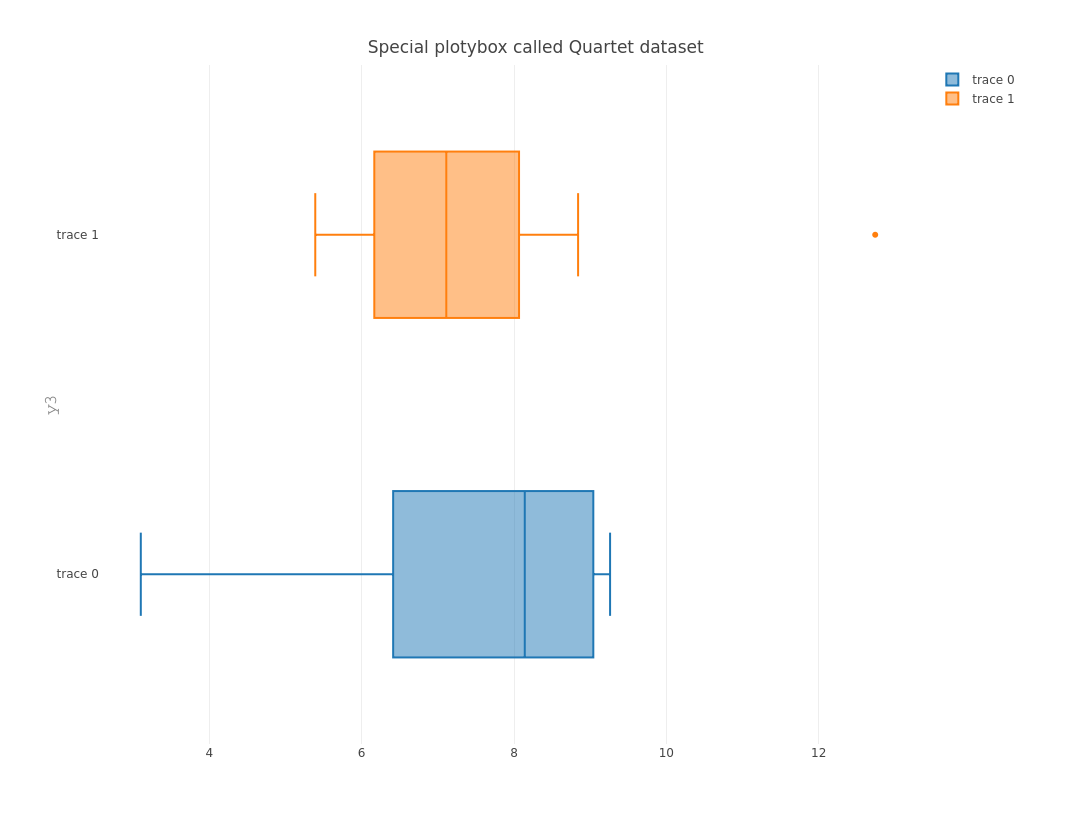 Special plotybox called Quartet dataset
trace 0
trace 1
trace 1
y3
trace 0
4
6
8
10
12